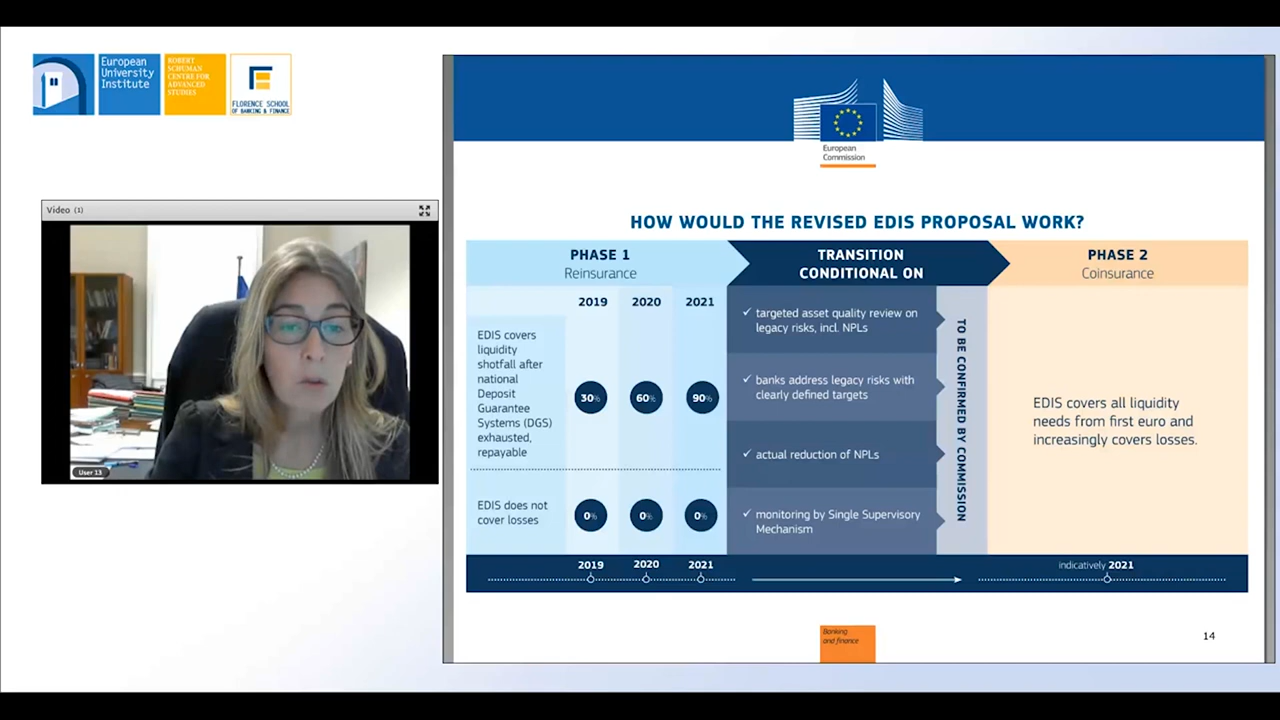 European
University
Institute
ROBERT
SCHUMAN
CENTRE FOR
ADVANCED
STUDIES
FLORENCE SCHOOL
OF BANKING & FINANCE
Video (1)
User 13
European
Commission
HOW WOULD THE REVISED EDIS PROPOSAL WORK?
PHASE 1
Reinsurance
TRANSITION
CONDITIONAL ON
PHASE 2
Coinsurance
2019 2020 2021
EDIS covers
liquidity
shotfall after
national
Deposit
Guarantee
Systems (DGS)
exhausted,
repayable
30% 60% 90%
EDIS does not
cover losses
0% 0% 0%
✓ targeted asset quality review on
legacy risks, incl. NPLs
✓ banks address legacy risks with
clearly defined targets
✓ actual reduction of NPLs
✓ monitoring by Single Supervisory
Mechanism
TO BE CONFIRMED BY COMMISSION
EDIS covers all liquidity
needs from first euro and
increasingly covers losses.
2019 2020 2021
indicatively 2021
Banking
and finance
14